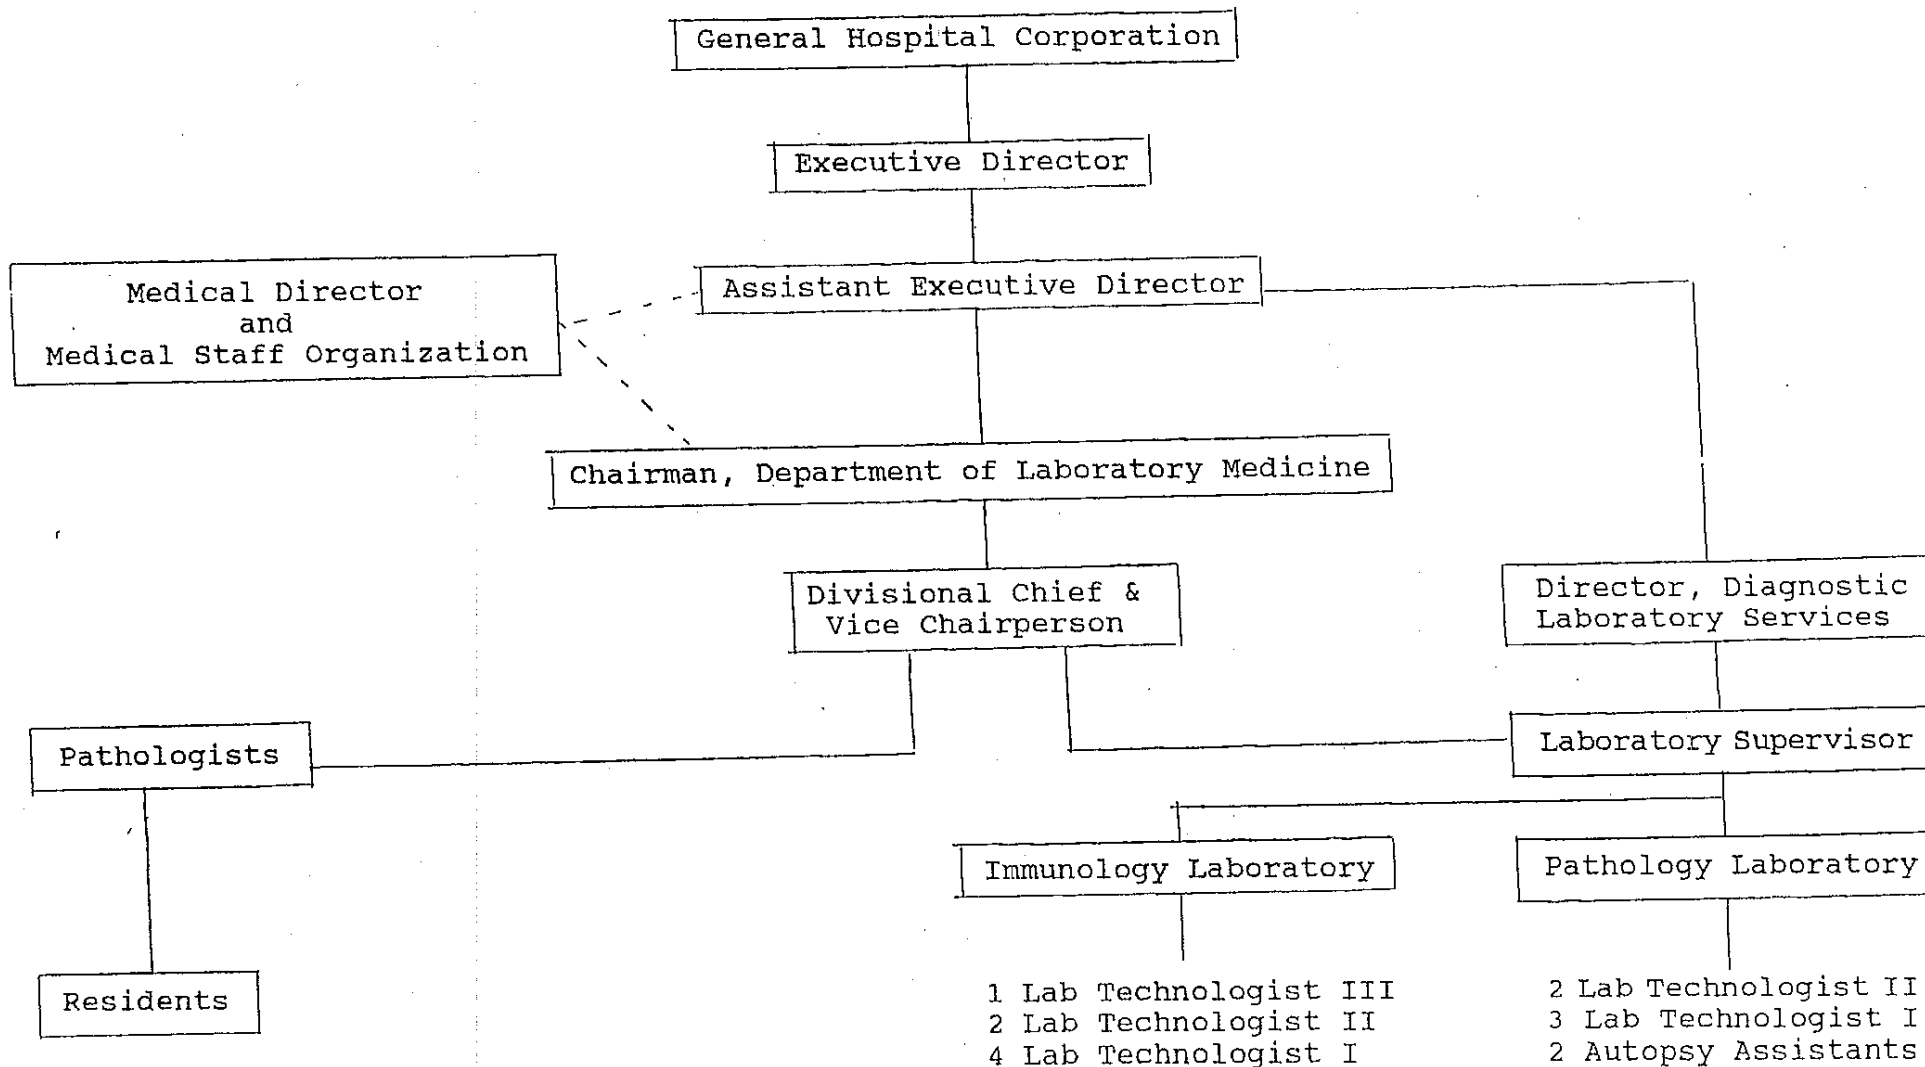 General Hospital Corporation
Executive Director
Medical Director
and
Medical Staff Organization
Assistant Executive Director
Chairman, Department of Laboratory Medicine
Divisional Chief &
Vice Chairperson
Director, Diagnostic
Laboratory Services
Pathologists
Laboratory Supervisor
Immunology Laboratory
Pathology Laboratory
Residents
1 Lab Technologist III
2 Lab Technologist II
4 Lab Technologist I
2 Lab Technologist II
3 Lab Technologist I
2 Autopsy Assistants